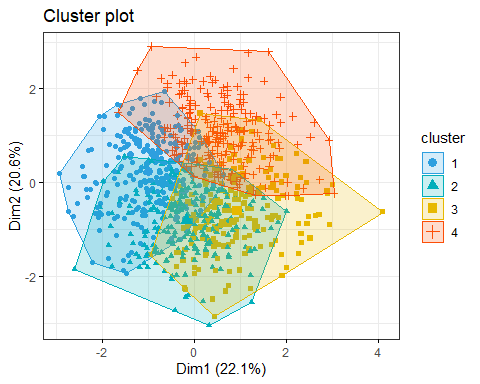 Cluster plot
Dim2 (20.6%)
2
0
-2
-2
0
2
4
Dim1 (22.1%)
cluster
1
2
3
4